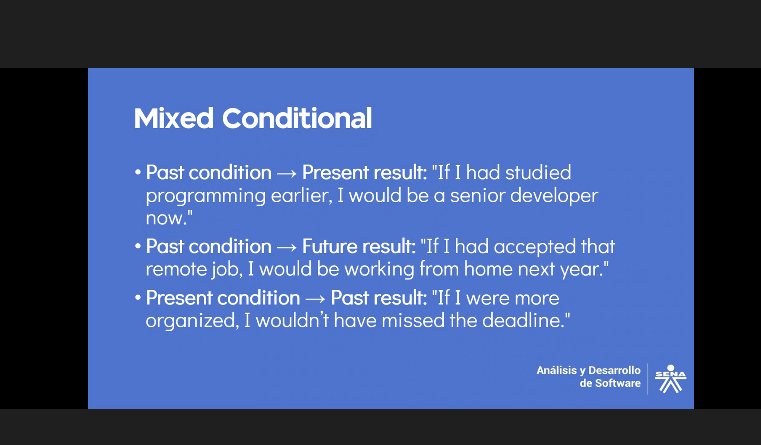 Mixed Conditional
• Past condition → Present result: "If I had studied
programming earlier, I would be a senior developer
now."
• Past condition → Future result: "If I had accepted that
remote job, I would be working from home next year."
• Present condition → Past result: "If I were more
organized, I wouldn’t have missed the deadline."
Análisis y Desarrollo
de Software
SENA